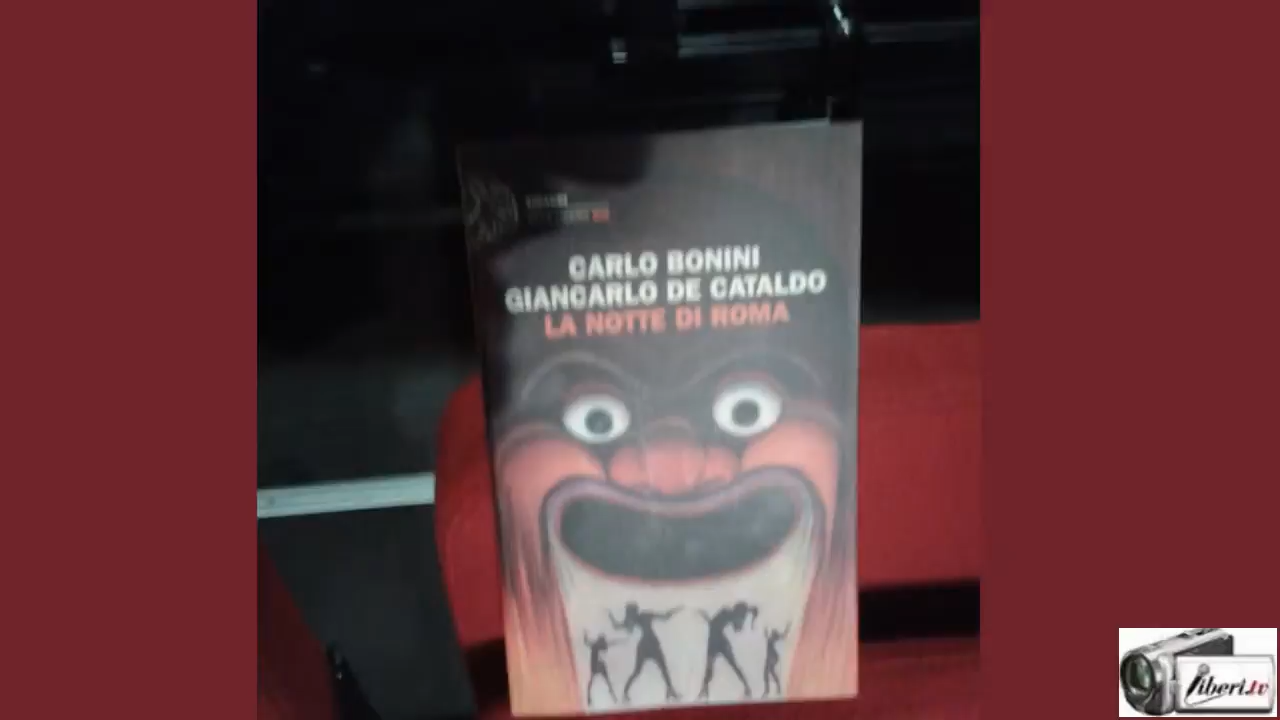 CARLO BONINI
GIANCARLO DE CATALDO
LA NOTTE DI ROMA
liberi.tv